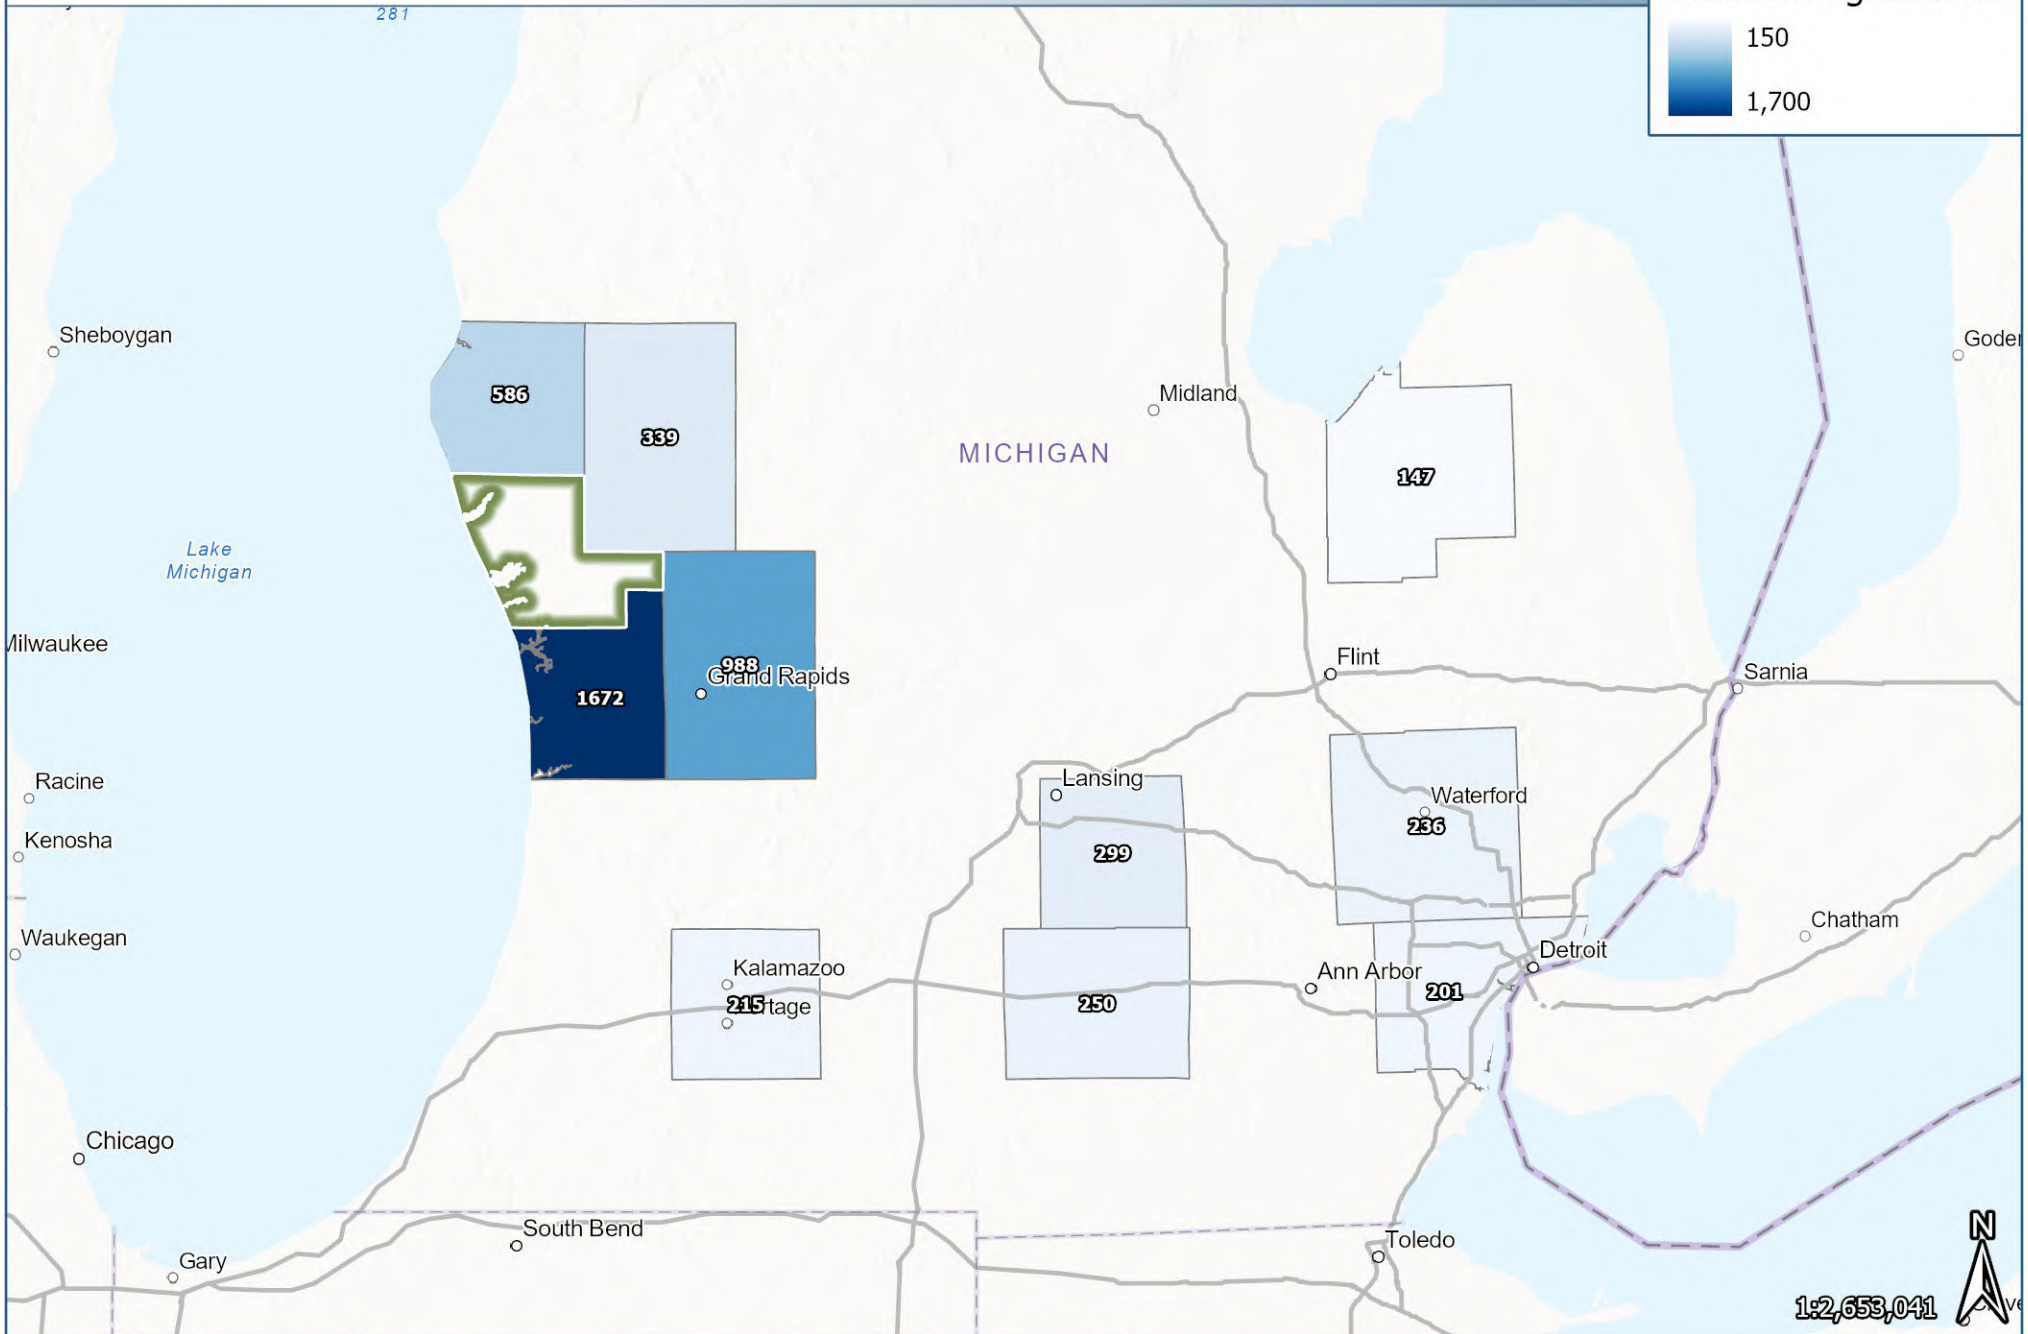 281
150
1,700
Sheboygan
Midland
MICHIGAN
586
339
147
Lake
Michigan
Milwaukee
Flint
Sarnia
988
Grand Rapids
1672
Racine
Kenosha
Lansing
Waterford
236
299
Waukegan
Chatham
Kalamazoo
Detroit
Ann Arbor
215
250
201
Chicago
South Bend
Gary
Toledo
N
1:2,653,041